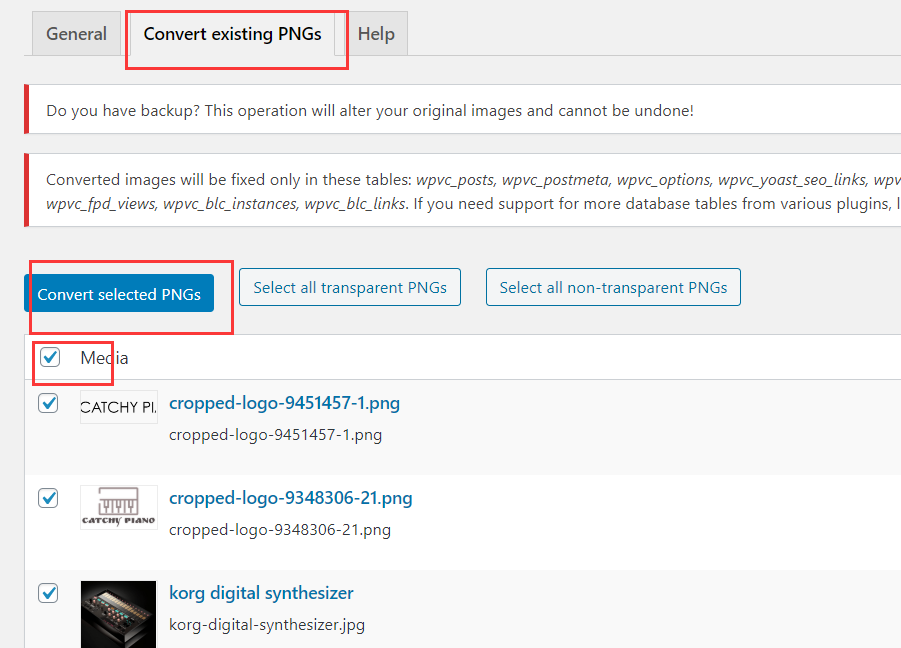 General
Convert existing PNGs
Help
Do you have backup? This operation will alter your original images and cannot be undone!
Converted images will be fixed only in these tables: wpvc_posts, wpvc_postmeta, wpvc_options, wpvc_yoast_seo_links, wpv
wpvc_fpd_views, wpvc_blc_instances, wpvc_blc_links. If you need support for more database tables from various plugins, l
Convert selected PNGs
Select all transparent PNGs
Select all non-transparent PNGs
Media
CATCHY PI
cropped-logo-9451457-1.png
cropped-logo-9451457-1.png
CATCHY PIANO
cropped-logo-9348306-21.png
cropped-logo-9348306-21.png
korg digital synthesizer
korg-digital-synthesizer.jpg